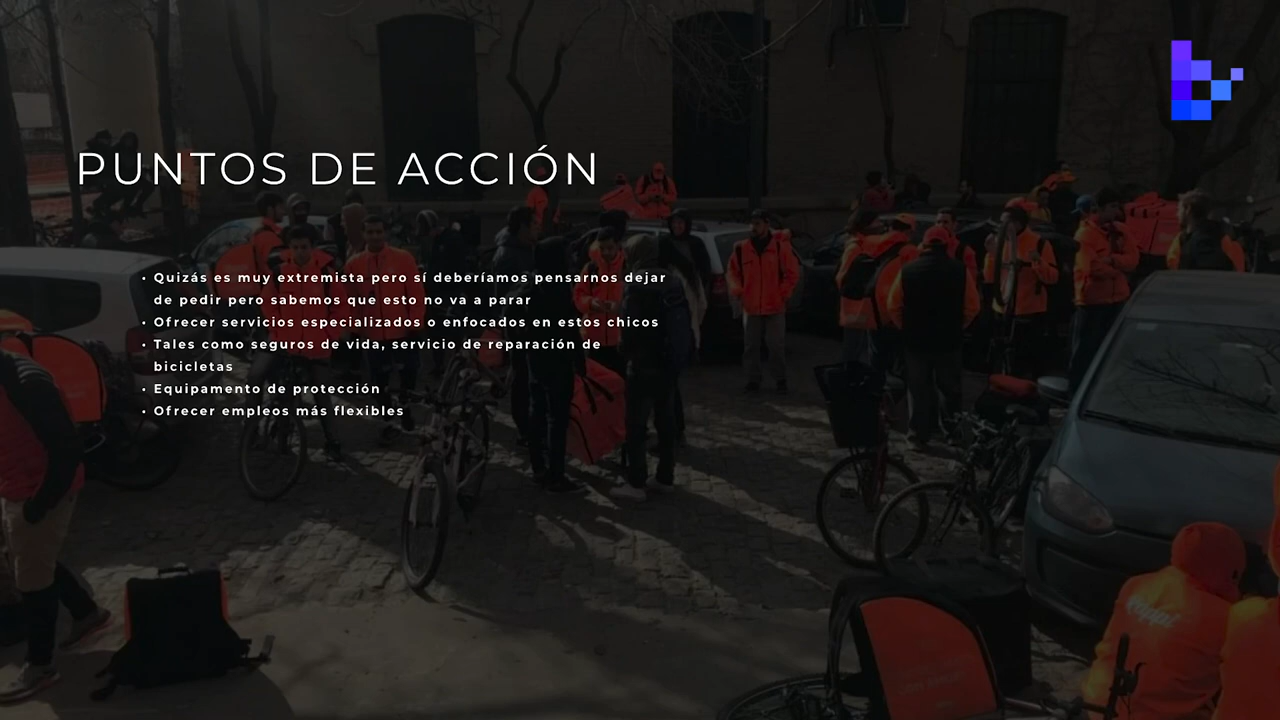 PUNTOS DE ACCIÓN
• Quizás es muy extremista pero sí deberíamos pensarnos dejar
de pedir pero sabemos que esto no va a parar
• Ofrecer servicios especializados o enfocados en estos chicos
• Tales como seguros de vida, servicio de reparación de
bicicletas
• Equipamento de protección
• Ofrecer empleos más flexibles